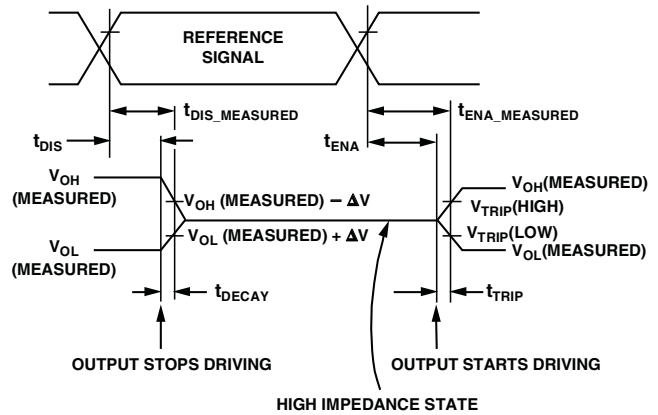 REFERENCE
SIGNAL
tDIS_MEASURED
tENA_MEASURED
tDIS
tENA
VOH
(MEASURED)
VOH (MEASURED) − ΔV
VOH(MEASURED)
VTRIP(HIGH)
VOL
(MEASURED)
VOL (MEASURED) + ΔV
VTRIP(LOW)
VOL(MEASURED)
tDECAY
tTRIP
OUTPUT STOPS DRIVING
OUTPUT STARTS DRIVING
HIGH IMPEDANCE STATE